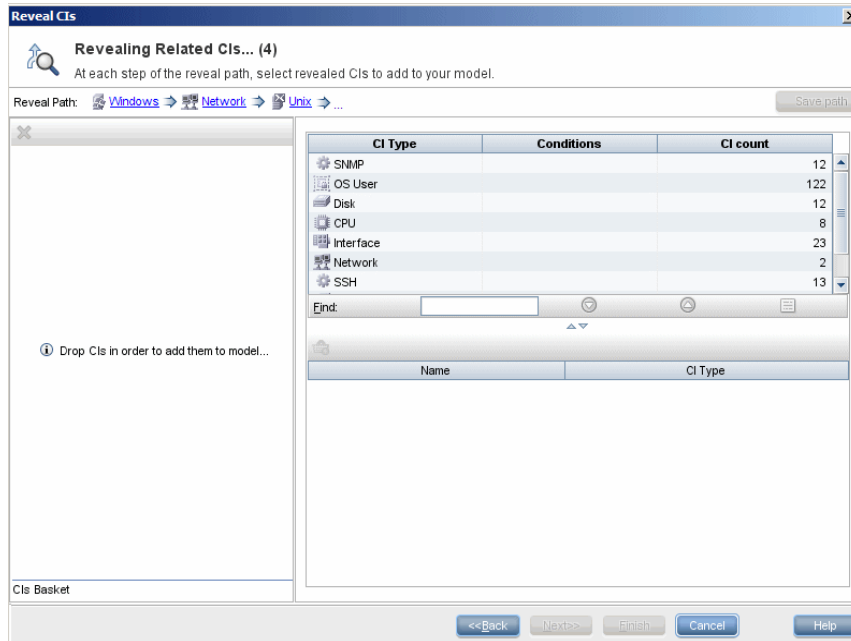 Reveal CIs
Revealing Related CIs... (4)
At each step of the reveal path, select revealed CIs to add to your model.
Reveal Path: Windows Network Unix ...
Save path
CI Type Conditions CI count
SNMP 12
OS User 122
Disk 12
CPU 8
Interface 23
Network 2
SSH 13
Find:
Drop CIs in order to add them to model...
Name CI Type
CIs Basket
<<Back Next>> Finish Cancel Help